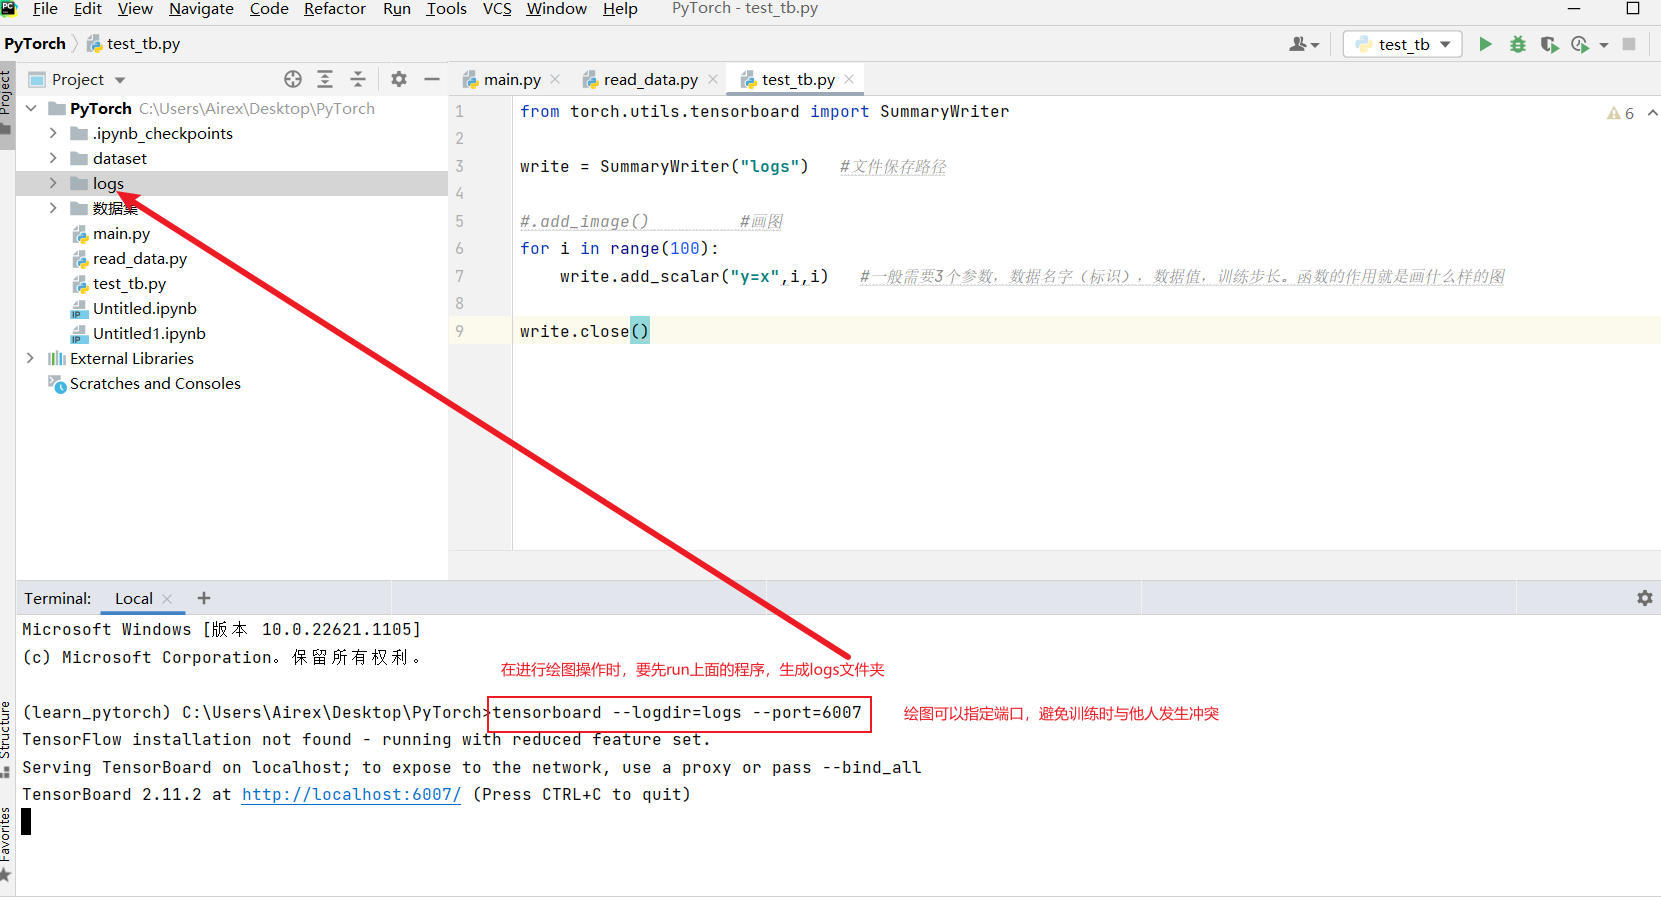 File Edit View Navigate Code Refactor Run Tools VCS Window Help PyTorch - test_tb.py
PyTorch test_tb.py test_tb
Project
Project
main.py read_data.py test_tb.py
PyTorch C:\Users\Airex\Desktop\PyTorch
.ipynb_checkpoints
dataset
logs
数据集
main.py
read_data.py
test_tb.py
Untitled.ipynb
Untitled1.ipynb
External Libraries
Scratches and Consoles
6
1 from torch.utils.tensorboard import SummaryWriter
2
3 write = SummaryWriter("logs") #文件保存路径
4
5 #.add_image() #画图
6 for i in range(100):
7 write.add_scalar("y=x",i,i) #一般需要3个参数，数据名字（标识），数据值，训练步长。函数的作用就是画什么样的图
8
9 write.close()
Terminal: Local
Microsoft Windows [版本 10.0.22621.1105]
(c) Microsoft Corporation。保留所有权利。
在进行绘图操作时，要先run上面的程序，生成logs文件夹
(learn_pytorch) C:\Users\Airex\Desktop\PyTorch>tensorboard --logdir=logs --port=6007
绘图可以指定端口，避免训练时与他人发生冲突
TensorFlow installation not found - running with reduced feature set.
Serving TensorBoard on localhost; to expose to the network, use a proxy or pass --bind_all
TensorBoard 2.11.2 at http://localhost:6007/ (Press CTRL+C to quit)
Structure
Favorites